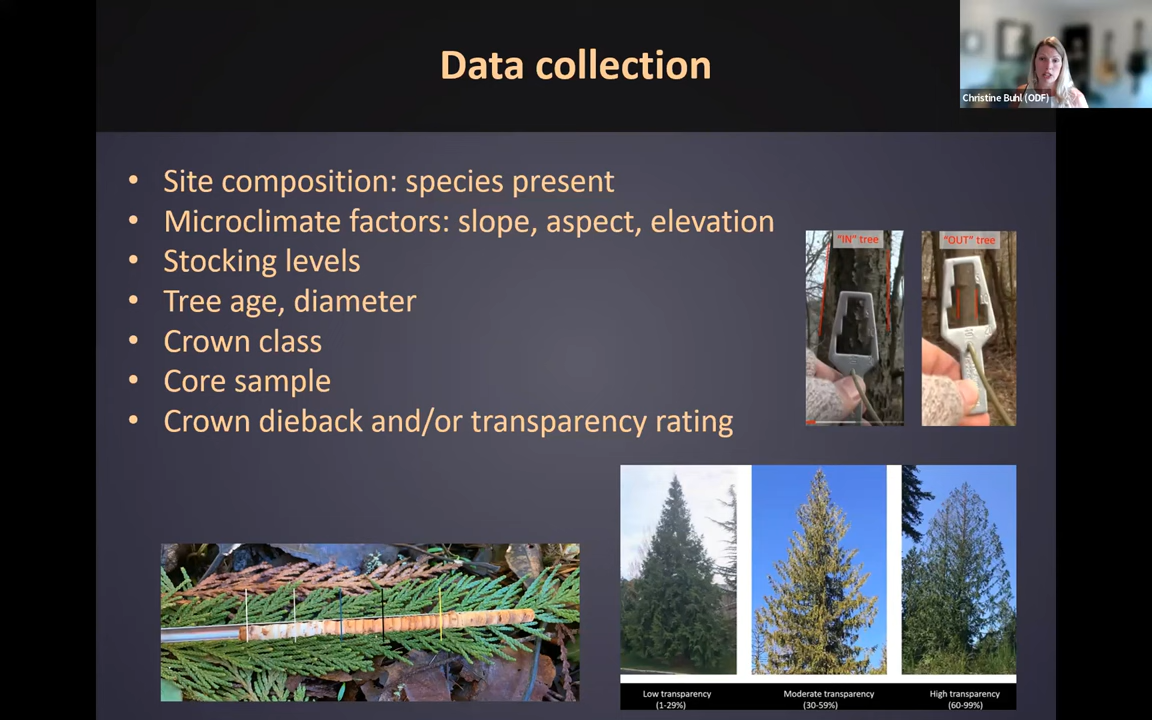 Data collection
Christine Buhl (ODF)
• Site composition: species present
• Microclimate factors: slope, aspect, elevation
• Stocking levels
• Tree age, diameter
• Crown class
• Core sample
• Crown dieback and/or transparency rating
"IN" tree
"OUT" tree
Low transparency
(1-29%)
Moderate transparency
(30-59%)
High transparency
(60-99%)